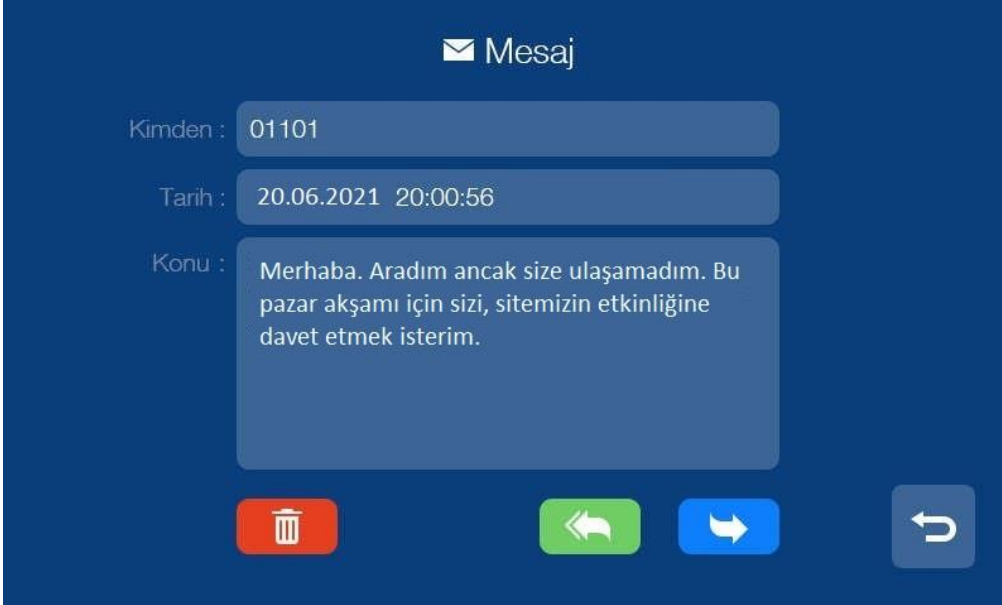 Mesaj
Kimden : 01101
Tarih : 20.06.2021 20:00:56
Konu : Merhaba. Aradım ancak size ulaşamadım. Bu
pazar akşamı için sizi, sitemizin etkinliğine
davet etmek isterim.